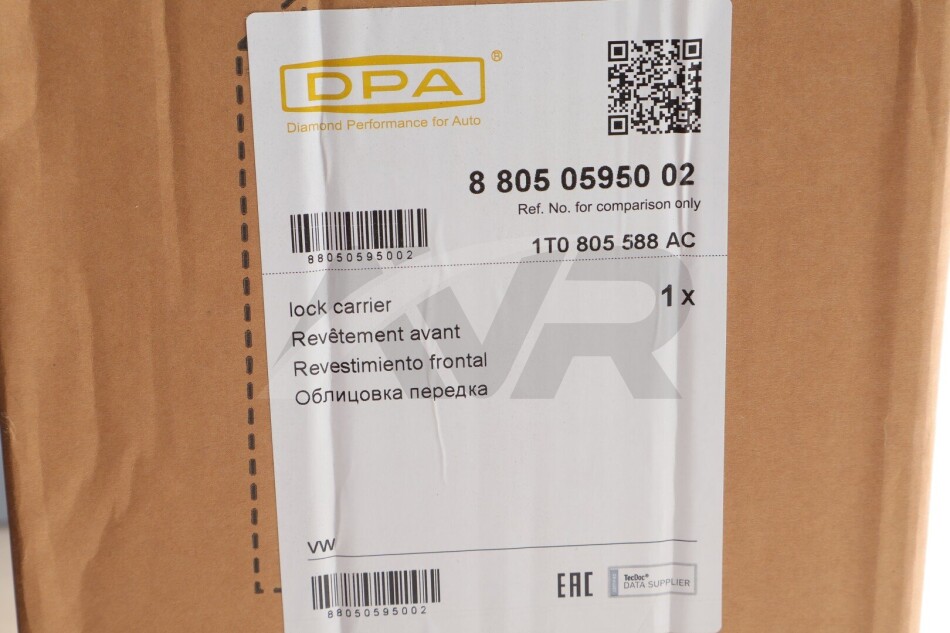 DPA®
Diamond Performance for Auto
8 805 05950 02
Ref. No. for comparison only
88050595002
1T0 805 588 AC
1 x
lock carrier
Revêtement avant
Revestimiento frontal
Облицовка передка
AVR
VW
88050595002
EAC
TecDoc®
DATA SUPPLIER